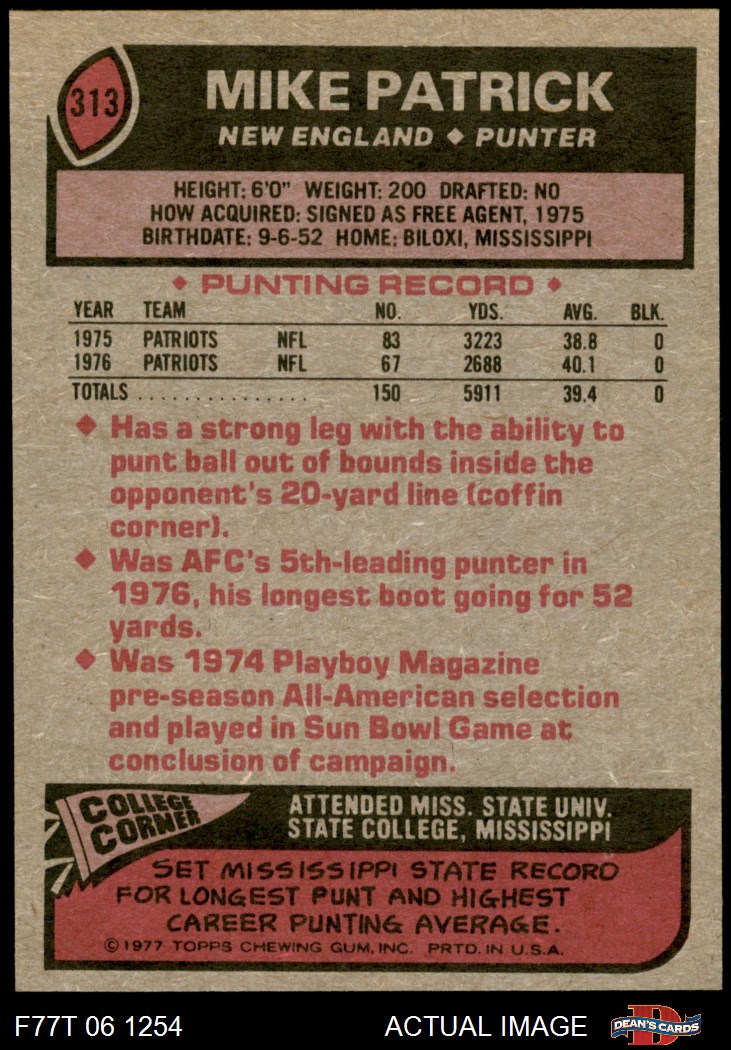 313
MIKE PATRICK
NEW ENGLAND ◆ PUNTER
HEIGHT: 6'0" WEIGHT: 200 DRAFTED: NO
HOW ACQUIRED: SIGNED AS FREE AGENT, 1975
BIRTHDATE: 9-6-52 HOME: BILOXI, MISSISSIPPI
◆ PUNTING RECORD ◆
YEAR TEAM NO. YDS. AVG. BLK.
1975 PATRIOTS NFL 83 3223 38.8 0
1976 PATRIOTS NFL 67 2688 40.1 0
TOTALS ................ 150 5911 39.4 0
◆ Has a strong leg with the ability to
punt ball out of bounds inside the
opponent's 20-yard line (coffin
corner).
◆ Was AFC's 5th-leading punter in
1976, his longest boot going for 52
yards.
◆ Was 1974 Playboy Magazine
pre-season All-American selection
and played in Sun Bowl Game at
conclusion of campaign.
COLLEGE
CORNER
ATTENDED MISS. STATE UNIV.
STATE COLLEGE, MISSISSIPPI
SET MISSISSIPPI STATE RECORD
FOR LONGEST PUNT AND HIGHEST
CAREER PUNTING AVERAGE.
© 1977 TOPPS CHEWING GUM, INC. PRTD. IN U.S.A.
F77T 06 1254 ACTUAL IMAGE
D
DEAN'S CARDS